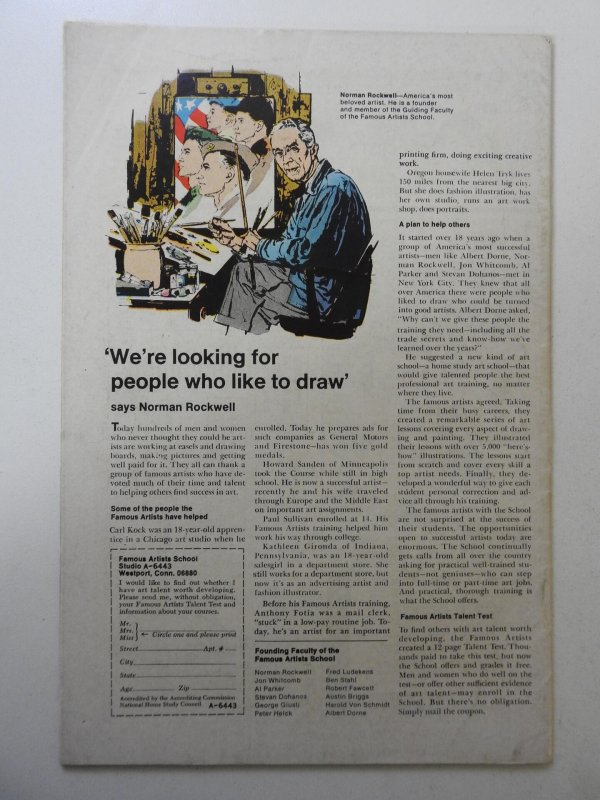 Norman Rockwell—America's most
beloved artist. He is a founder
and member of the Guiding Faculty
of the Famous Artists School.
'We're looking for
people who like to draw'
says Norman Rockwell
Today hundreds of men and women
who never thought they could be art-
ists are working at easels and drawing
boards, making pictures and getting
well paid for it. They all can thank a
group of famous artists who have de-
voted much of their time and talent
to helping others find success in art.
Some of the people the
Famous Artists have helped
Carl Kock was an 18-year-old appren-
tice in a Chicago art studio when he
Famous Artists School
Studio A-6443
Westport, Conn. 06880
I would like to find out whether I
have art talent worth developing.
Please send me, without obligation,
your Famous Artists Talent Test and
information about your courses.
Mr.
Mrs.
Miss
← Circle one and please print
Street Apt. #
City
State
Age Zip
Accredited by the Accrediting Commission
National Home Study Council A-6443
enrolled. Today he prepares ads for
such companies as General Motors
and Firestone—has won five gold
medals.
Howard Sanden of Minneapolis
took the Course while still in high
school. He is now a successful artist—
recently he and his wife traveled
through Europe and the Middle East
on important art assignments.
Paul Sullivan enrolled at 14. His
Famous Artists training helped him
work his way through college.
Kathleen Gironda of Indiana,
Pennsylvania, was an 18-year-old
salesgirl in a department store. She
still works for a department store, but
now it's as an advertising artist and
fashion illustrator.
Before his Famous Artists training,
Anthony Fotia was a mail clerk,
"stuck" in a low-pay routine job. To-
day, he's an artist for an important
Founding Faculty of the
Famous Artists School
Norman Rockwell
Jon Whitcomb
Al Parker
Stevan Dohanos
George Giusti
Peter Helck
Fred Ludekens
Ben Stahl
Robert Fawcett
Austin Briggs
Harold Von Schmidt
Albert Dorne
printing firm, doing exciting creative
work.
Oregon housewife Helen Tryk lives
150 miles from the nearest big city.
But she does fashion illustration, has
her own studio, runs an art work
shop, does portraits.
A plan to help others
It started over 18 years ago when a
group of America's most successful
artists—men like Albert Dorne, Nor-
man Rockwell, Jon Whitcomb, Al
Parker and Stevan Dohanos—met in
New York City. They knew that all
over America there were people who
liked to draw who could be turned
into good artists. Albert Dorne asked,
"Why can't we give these people the
training they need—including all the
trade secrets and know-how we've
learned over the years?"
He suggested a new kind of art
school—a home study art school—that
would give talented people the best
professional art training, no matter
where they live.
The famous artists agreed. Taking
time from their busy careers, they
created a remarkable series of art
lessons covering every aspect of draw-
ing and painting. They illustrated
their lessons with over 5,000 "here's-
how" illustrations. The lessons start
from scratch and cover every skill a
top artist needs. Finally, they de-
veloped a wonderful way to give each
student personal correction and ad-
vice all through his training.
The famous artists with the School
are not surprised at the success of
their students. The opportunities
open to successful artists today are
enormous. The School continually
gets calls from all over the country
asking for practical well-trained stu-
dents—not geniuses—who can step
into full-time or part-time art jobs.
And practical, thorough training is
what the School offers.
Famous Artists Talent Test
To find others with art talent worth
developing, the Famous Artists
created a 12-page Talent Test. Thou-
sands paid to take this test, but now
the School offers and grades it free.
Men and women who do well on the
test—or offer other sufficient evidence
of art talent—may enroll in the
School. But there's no obligation.
Simply mail the coupon.